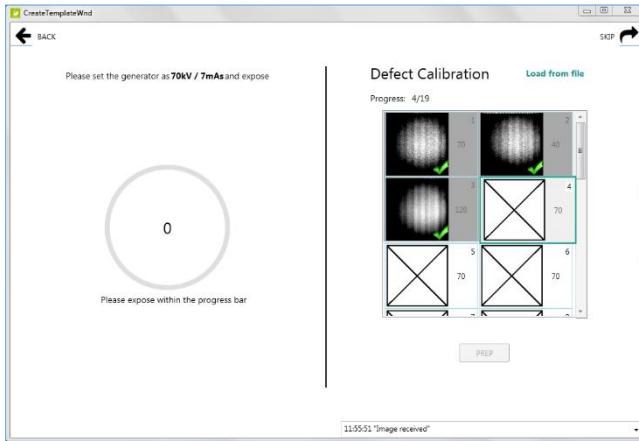 CreateTemplateWnd
BACK
SKIP
Please set the generator as 70kV / 7mAs and expose
0
Please expose within the progress bar
Defect Calibration
Load from file
Progress: 4/19
1
70
2
40
3
120
4
70
5
70
6
70
PREP
11:55:51 "Image received"